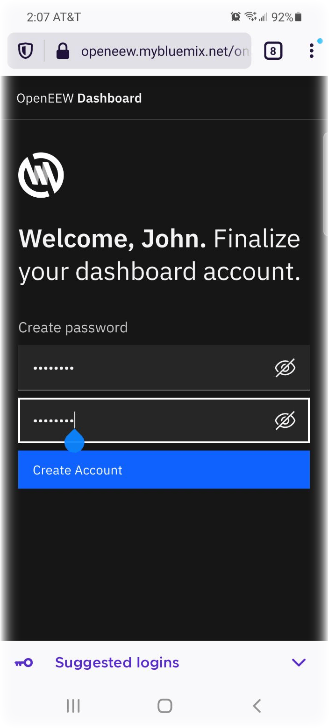 2:07 AT&T 92%
openeew.mybluemix.net/on
8
OpenEEW Dashboard
Welcome, John. Finalize
your dashboard account.
Create password
••••••••
••••••••
Create Account
Suggested logins